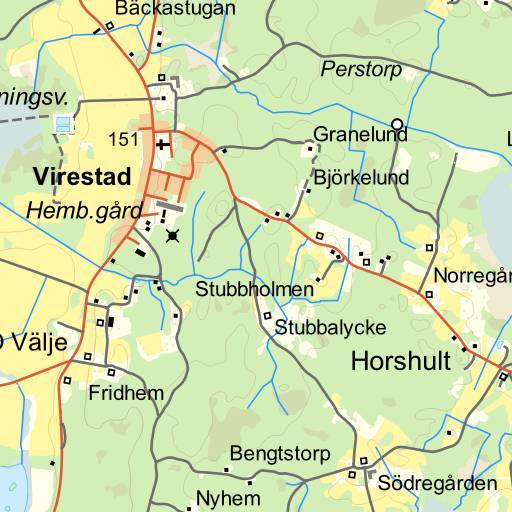 Bäckastugan
Perstorp
ningsv.
151
Granelund
Virestad
Björkelund
Hemb.gård
Norregår
Stubbholmen
Stubbalycke
Välje
Horshult
Fridhem
Bengtstorp
Södregården
Nyhem